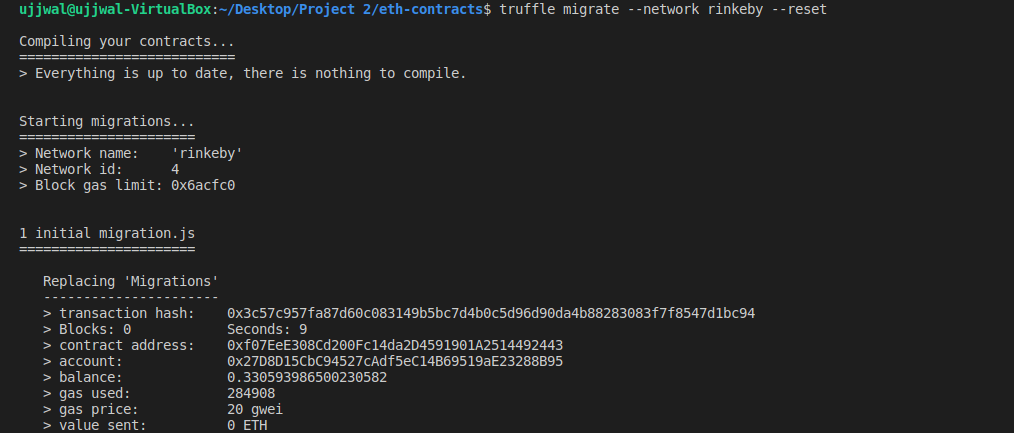 ujjwal@ujjwal-VirtualBox:~/Desktop/Project 2/eth-contracts$ truffle migrate --network rinkeby --reset
Compiling your contracts...
===========================
> Everything is up to date, there is nothing to compile.
Starting migrations...
======================
> Network name:    'rinkeby'
> Network id:      4
> Block gas limit: 0x6acfc0
1 initial migration.js
======================
Replacing 'Migrations'
----------------------
> transaction hash:    0x3c57c957fa87d60c083149b5bc7d4b0c5d96d90da4b88283083f7f8547d1bc94
> Blocks: 0            Seconds: 9
> contract address:    0xf07EeE308Cd200Fc14da2D4591901A2514492443
> account:             0x27D8D15CbC94527cAdf5eC14B69519aE23288B95
> balance:             0.330593986500230582
> gas used:            284908
> gas price:           20 gwei
> value sent:          0 ETH